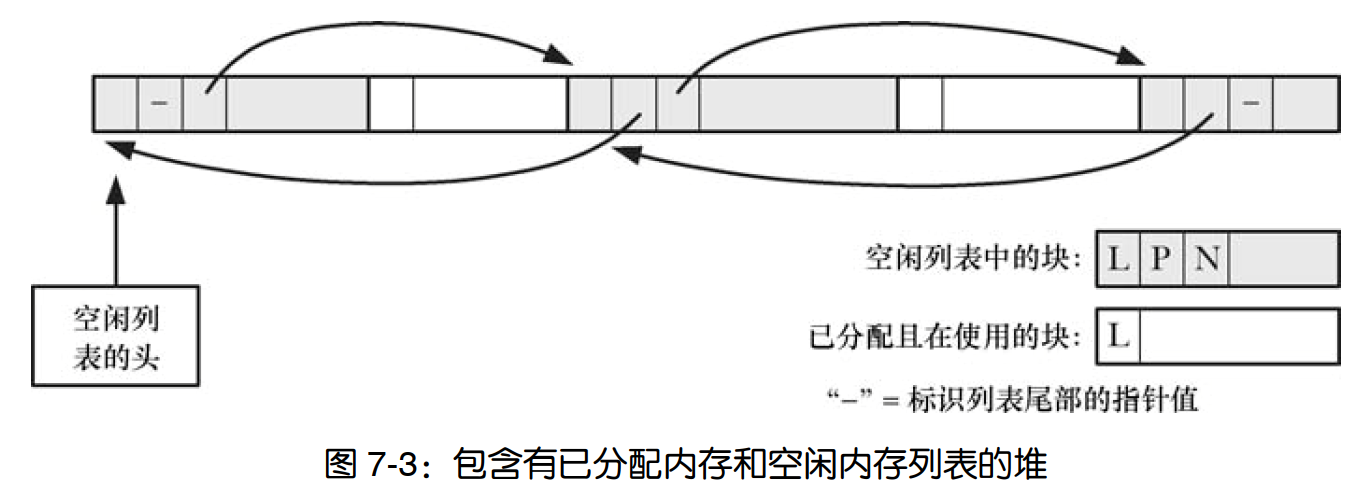 –
–
空闲列表中的块： L P N
空闲列
表的头
已分配且在使用的块： L
“–” = 标识列表尾部的指针值
图 7-3：包含有已分配内存和空闲内存列表的堆